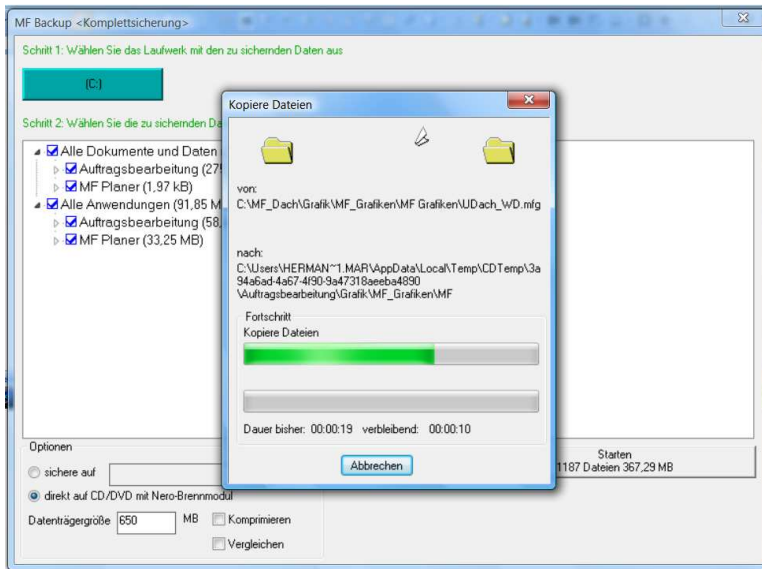 MF Backup <Komplettsicherung>
Schritt 1: Wählen Sie das Laufwerk mit den zu sichernden Daten aus
(C:)
Schritt 2: Wählen Sie die zu sichernden Da
Alle Dokumente und Daten
Auftragsbearbeitung (27
MF Planer (1,97 kB)
Alle Anwendungen (91,85 M
Auftragsbearbeitung (58,
MF Planer (33,25 MB)
Kopiere Dateien
von:
C:\MF_Dach\Grafik\MF_Grafiken\MF Grafiken\UDach_WD.mfg
nach:
C:\Users\HERMAN~1.MAR\AppData\Local\Temp\CDTemp\3a
94a6ad-4a67-4f90-9a47318aeeba4890
\Auftragsbearbeitung\Grafik\MF_Grafiken\MF
Fortschritt
Kopiere Dateien
Dauer bisher: 00:00:19 verbleibend: 00:00:10
Abbrechen
Optionen
sichere auf
direkt auf CD/DVD mit Nero-Brennmodul
Datenträgergröße 650 MB
Komprimieren
Vergleichen
Starten
1187 Dateien 367,29 MB